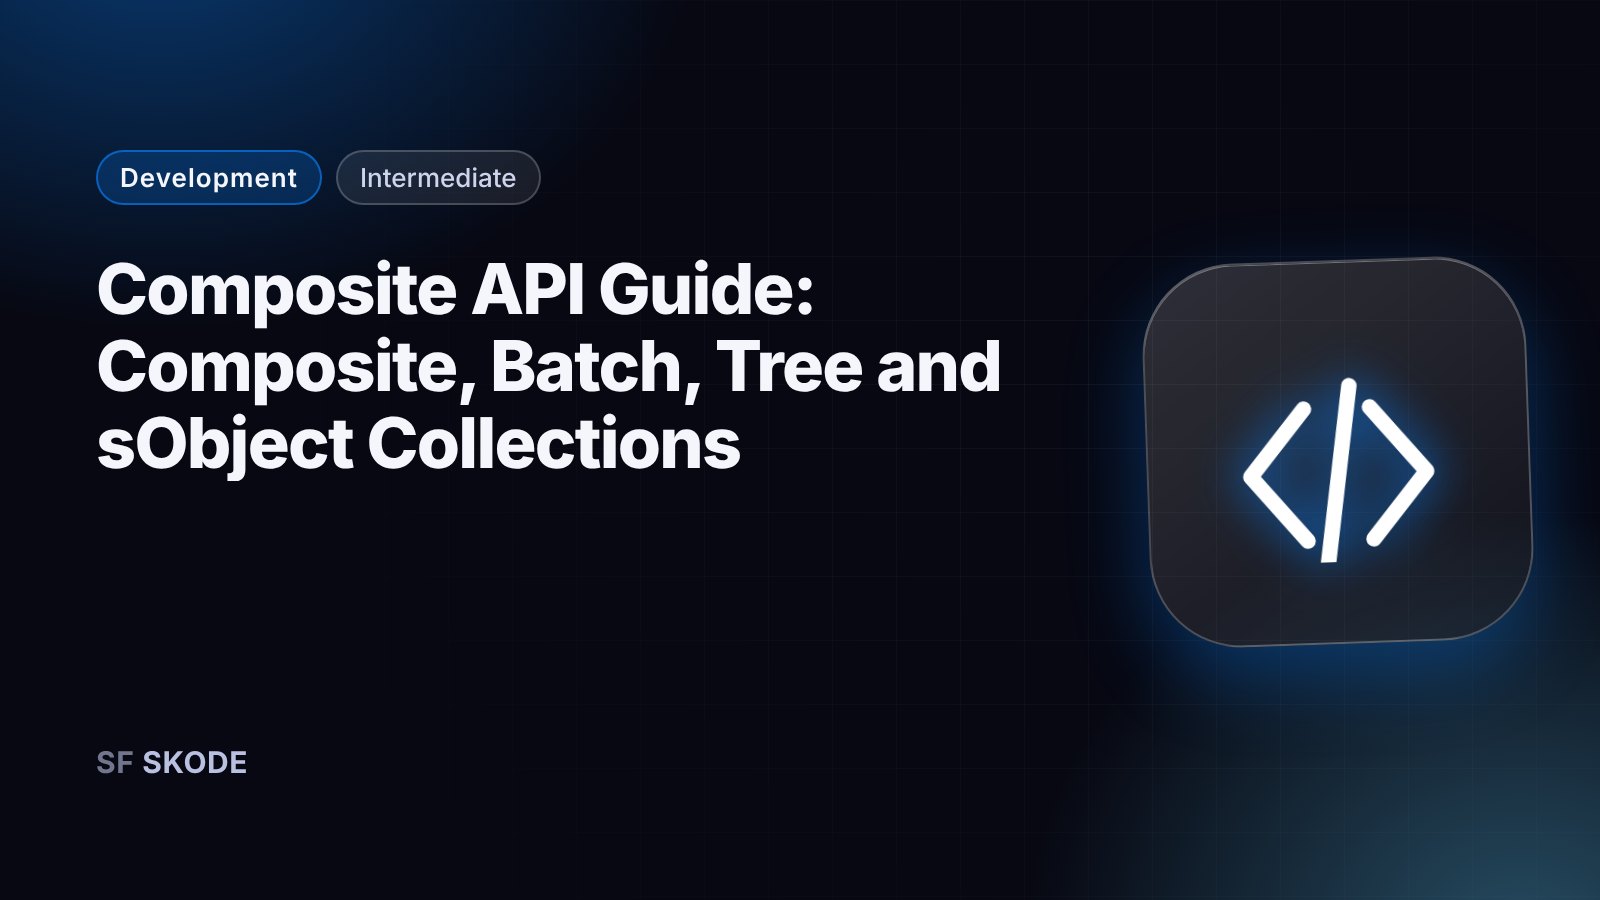 Development
Intermediate
Composite API Guide:
Composite, Batch, Tree and
sObject Collections
SF SKODE